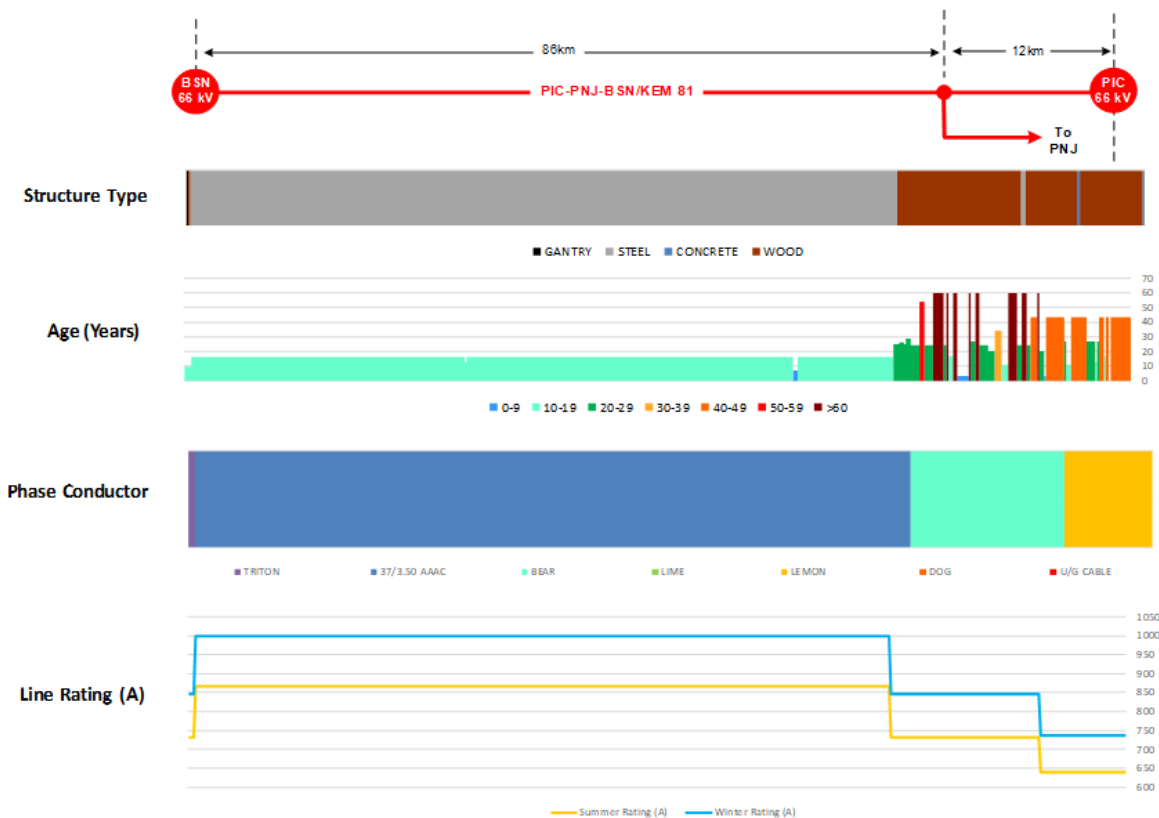 86km
12km
BSN
66 kV
PIC-PNJ-BSN/KEM 81
PIC
66 kV
To
PNJ
Structure Type
GANTRY STEEL CONCRETE WOOD
Age (Years)
70
60
50
40
30
20
10
0
0-9 10-19 20-29 30-39 40-49 50-59 >60
Phase Conductor
TRITON 37/3.50 AAAC BEAR LIME LEMON DOG U/G CABLE
Line Rating (A)
1050
1000
950
900
850
800
750
700
650
600
Summer Rating (A) Winter Rating (A)